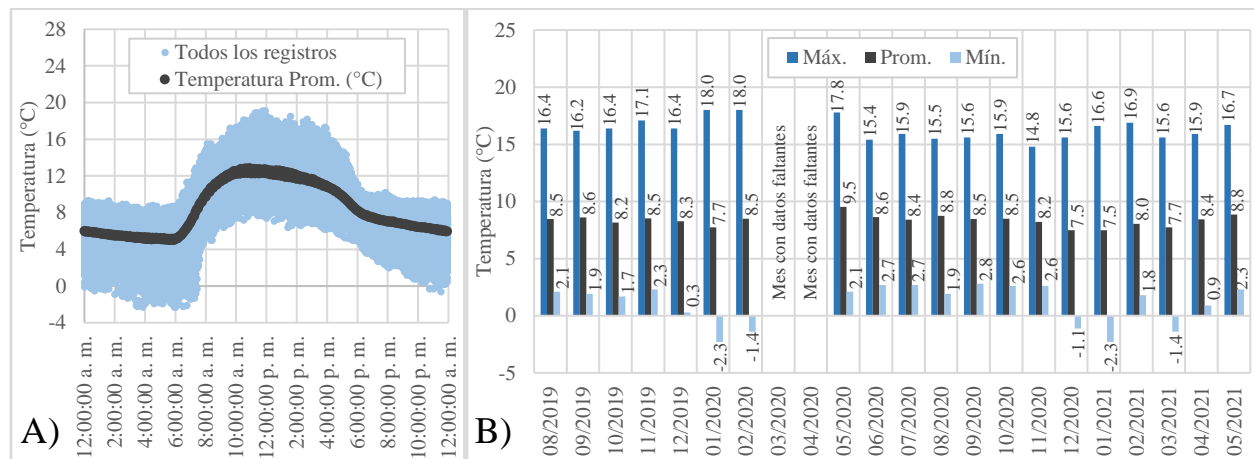 28
24
20
16
12
8
4
0
-4
Temperatura (°C)
Todos los registros
Temperatura Prom. (°C)
12:00:00 a. m.
2:00:00 a. m.
4:00:00 a. m.
6:00:00 a. m.
8:00:00 a. m.
10:00:00 a. m.
12:00:00 p. m.
2:00:00 p. m.
4:00:00 p. m.
6:00:00 p. m.
8:00:00 p. m.
10:00:00 p. m.
12:00:00 a. m.
A)
25
20
15
10
5
0
-5
Temperatura (°C)
Máx. Prom. Mín.
16.4 8.5 2.1
16.2 8.6 1.9
16.4 8.2 1.7
17.1 8.5 2.3
16.4 8.3 0.3
18.0 7.7 -2.3
18.0 8.5 -1.4
Mes con datos faltantes
Mes con datos faltantes
17.8 9.5 2.1
15.4 8.6 2.7
15.9 8.4 2.7
15.5 8.8 1.9
15.6 8.5 2.8
15.9 8.5 2.6
14.8 8.2 2.6
15.6 7.5 -1.1
16.6 7.5 -2.3
16.9 8.0 1.8
15.6 7.7 -1.4
15.9 8.4 0.9
16.7 8.8 2.3
08/2019
09/2019
10/2019
11/2019
12/2019
01/2020
02/2020
03/2020
04/2020
05/2020
06/2020
07/2020
08/2020
09/2020
10/2020
11/2020
12/2020
01/2021
02/2021
03/2021
04/2021
05/2021
B)